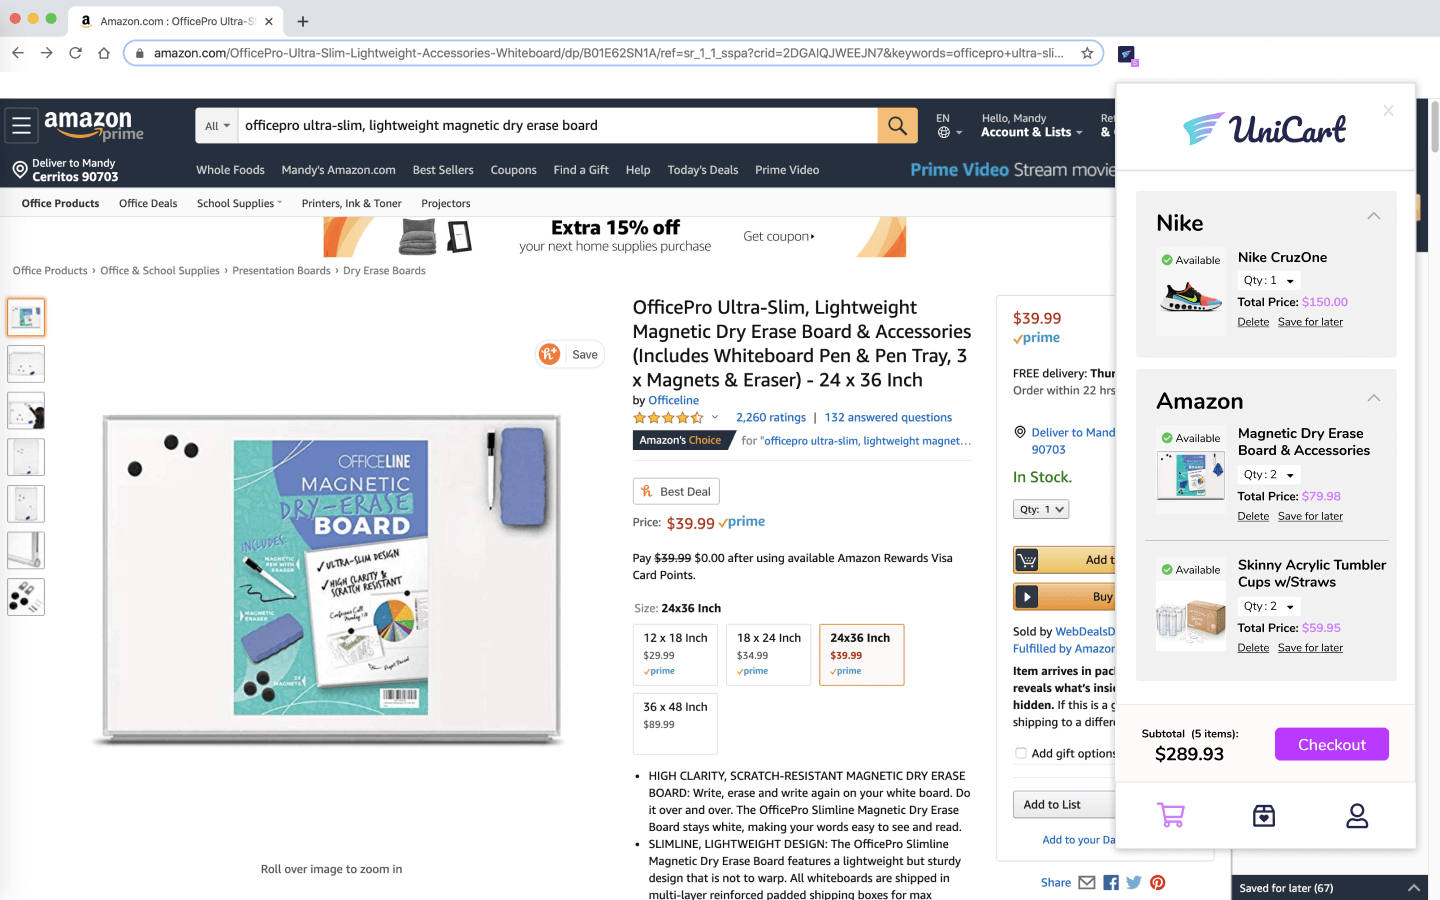 Amazon.com : OfficePro Ultra-Sl
amazon.com/OfficePro-Ultra-Slim-Lightweight-Accessories-Whiteboard/dp/B01E62SN1A/ref=sr_1_1_sspa?crid=2DGAIQJWEEJN7&keywords=officepro+ultra-sli...
amazon
prime
All
officepro ultra-slim, lightweight magnetic dry erase board
EN
Hello, Mandy
Account & Lists
Ret
& C
Deliver to Mandy
Cerritos 90703
Whole Foods
Mandy's Amazon.com
Best Sellers
Coupons
Find a Gift
Help
Today's Deals
Prime Video
Prime Video Stream movie
Office Products
Office Deals
School Supplies
Printers, Ink & Toner
Projectors
Extra 15% off
your next home supplies purchase
Get coupon
Office Products › Office & School Supplies › Presentation Boards › Dry Erase Boards
Save
OFFICELINE
MAGNETIC
DRY-ERASE
BOARD
INCLUDES:
MAGNETIC
PEN WITH
ERASER
MAGNETIC
ERASER
MAGNETS
ULTRA-SLIM DESIGN
HIGH CLARITY &
SCRATCH RESISTANT
Roll over image to zoom in
OfficePro Ultra-Slim, Lightweight
Magnetic Dry Erase Board & Accessories
(Includes Whiteboard Pen & Pen Tray, 3
x Magnets & Eraser) - 24 x 36 Inch
by Officeline
2,260 ratings | 132 answered questions
Amazon's Choice for "officepro ultra-slim, lightweight magnet...
Best Deal
Price: $39.99 prime
Pay $39.99 $0.00 after using available Amazon Rewards Visa
Card Points.
Size: 24x36 Inch
12 x 18 Inch
$29.99
prime
18 x 24 Inch
$34.99
prime
24x36 Inch
$39.99
prime
36 x 48 Inch
$89.99
• HIGH CLARITY, SCRATCH-RESISTANT MAGNETIC DRY ERASE
BOARD: Write, erase and write again on your white board. Do
it over and over. The OfficePro Slimline Magnetic Dry Erase
Board stays white, making your words easy to see and read.
• SLIMLINE, LIGHTWEIGHT DESIGN: The OfficePro Slimline
Magnetic Dry Erase Board features a lightweight but sturdy
design that is not to warp. All whiteboards are shipped in
multi-layer reinforced padded shipping boxes for max
$39.99
prime
FREE delivery: Thur
Order within 22 hrs
Deliver to Mand
90703
In Stock.
Qty: 1
Add t
Buy
Sold by WebDealsD
Fulfilled by Amazon
Item arrives in pac
reveals what's insi
hidden. If this is a g
shipping to a differe
Add gift options
Add to List
Add to your Da
Share
UniCart
Nike
Available
Nike CruzOne
Qty: 1
Total Price: $150.00
Delete Save for later
Amazon
Available
Magnetic Dry Erase
Board & Accessories
Qty: 2
Total Price: $79.98
Delete Save for later
Available
Skinny Acrylic Tumbler
Cups w/Straws
Qty: 2
Total Price: $59.95
Delete Save for later
Subtotal (5 items):
$289.93
Checkout
Saved for later (67)